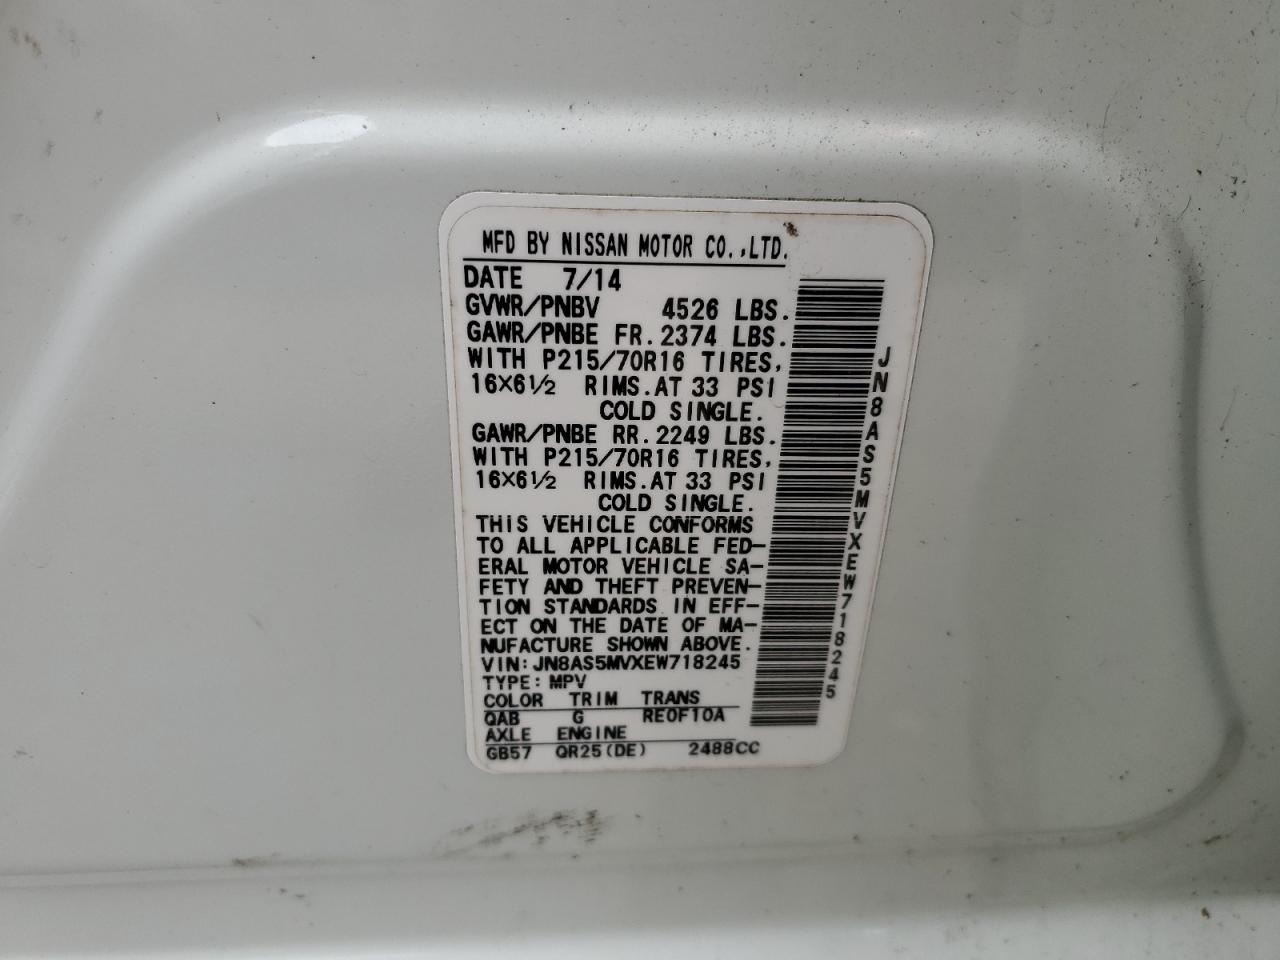 MFD BY NISSAN MOTOR CO.,LTD.
DATE 7/14
GVWR/PNBV 4526 LBS.
GAWR/PNBE FR. 2374 LBS.
WITH P215/70R16 TIRES,
16×6½ RIMS. AT 33 PSI
COLD SINGLE.
GAWR/PNBE RR. 2249 LBS.
WITH P215/70R16 TIRES,
16×6½ RIMS. AT 33 PSI
COLD SINGLE.
THIS VEHICLE CONFORMS
TO ALL APPLICABLE FED-
ERAL MOTOR VEHICLE SA-
FETY AND THEFT PREVEN-
TION STANDARDS IN EFF-
ECT ON THE DATE OF MA-
NUFACTURE SHOWN ABOVE.
VIN: JN8AS5MVXEW718245
TYPE: MPV
COLOR TRIM TRANS
QAB G RE0F10A
AXLE ENGINE
GB57 QR25(DE) 2488CC
JN8AS5MVXEW718245